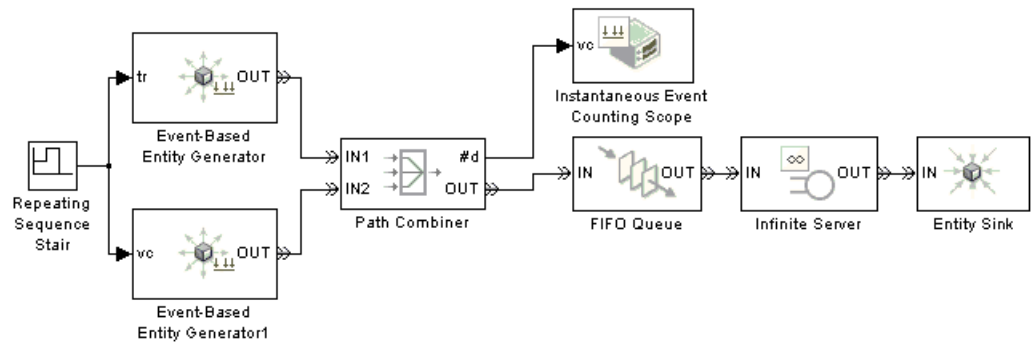 tr
OUT
Event-Based
Entity Generator
vc
Instantaneous Event
Counting Scope
Repeating
Sequence
Stair
IN1
#d
IN2
OUT
Path Combiner
IN
OUT
FIFO Queue
IN
∞
OUT
Infinite Server
IN
Entity Sink
vc
OUT
Event-Based
Entity Generator1